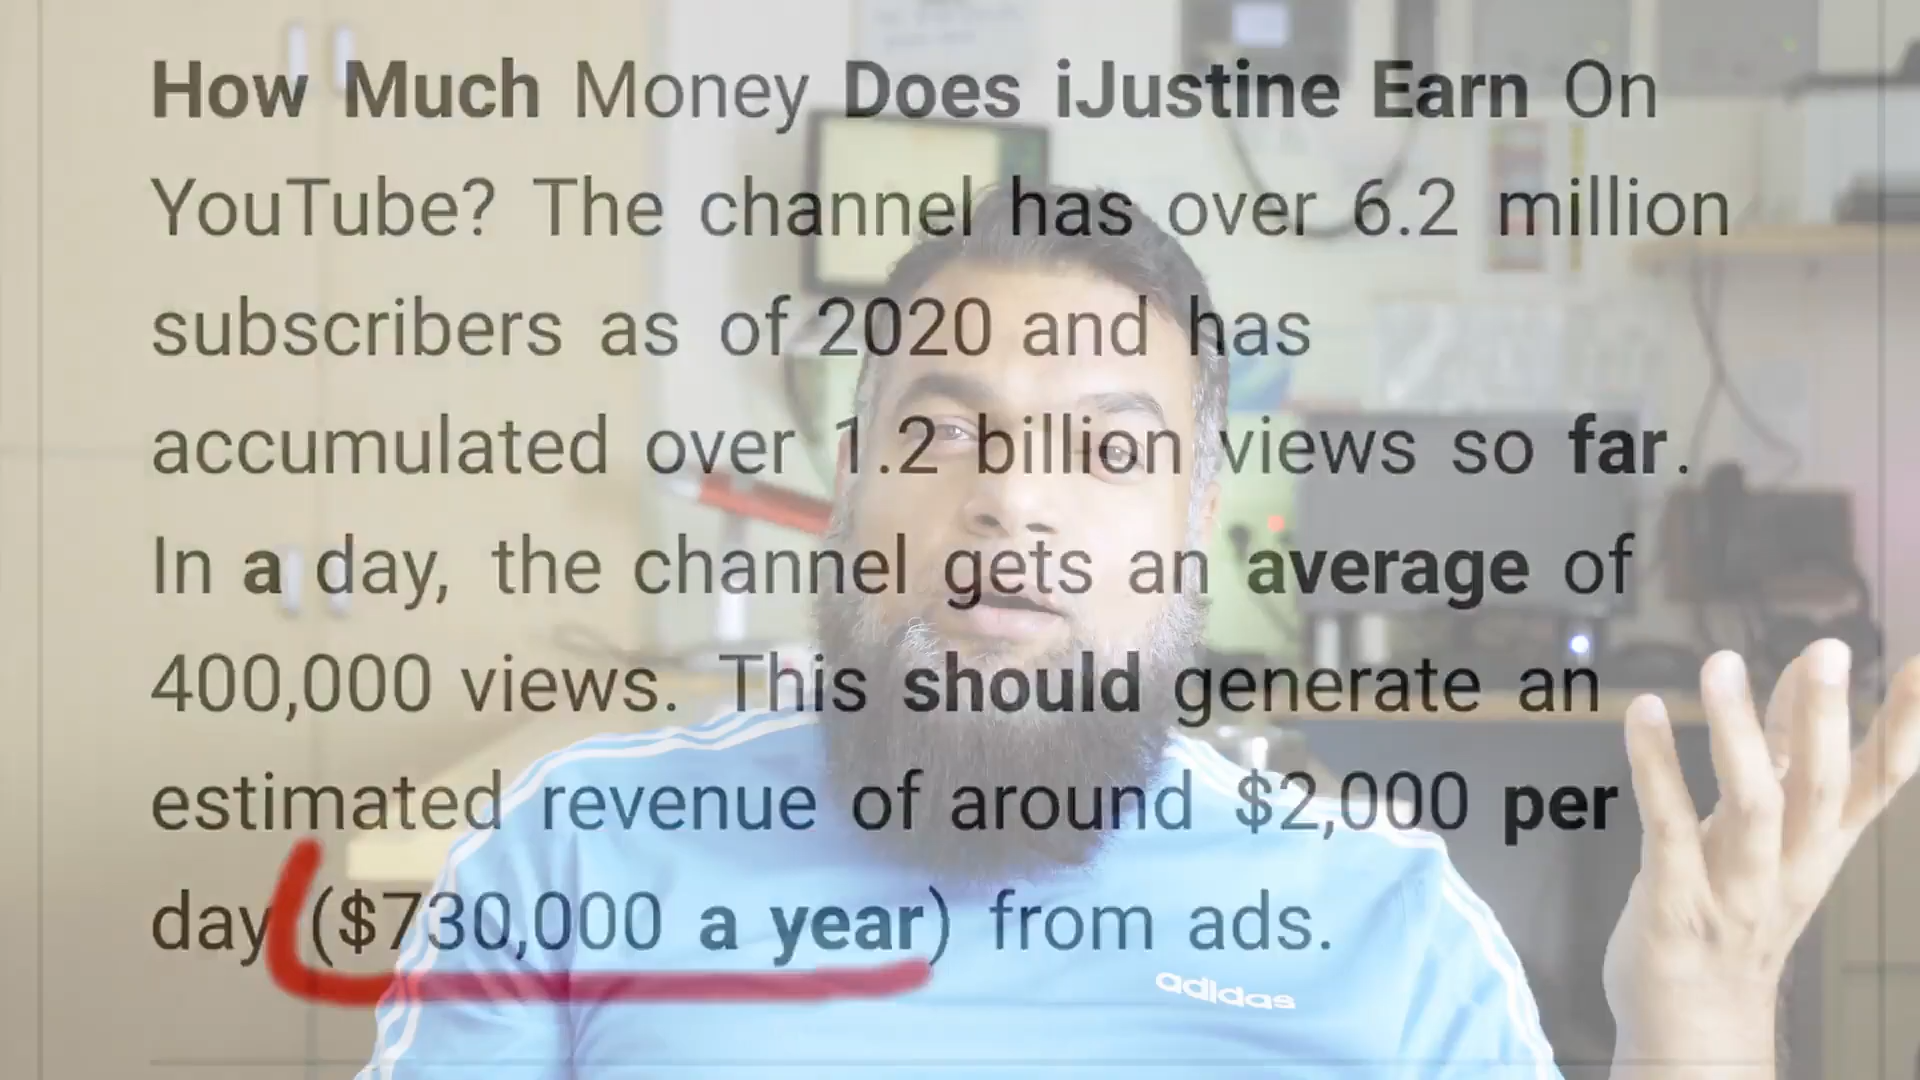 How Much Money Does iJustine Earn On
YouTube? The channel has over 6.2 million
subscribers as of 2020 and has
accumulated over 1.2 billion views so far.
In a day, the channel gets an average of
400,000 views. This should generate an
estimated revenue of around $2,000 per
day ($730,000 a year) from ads.
adidas